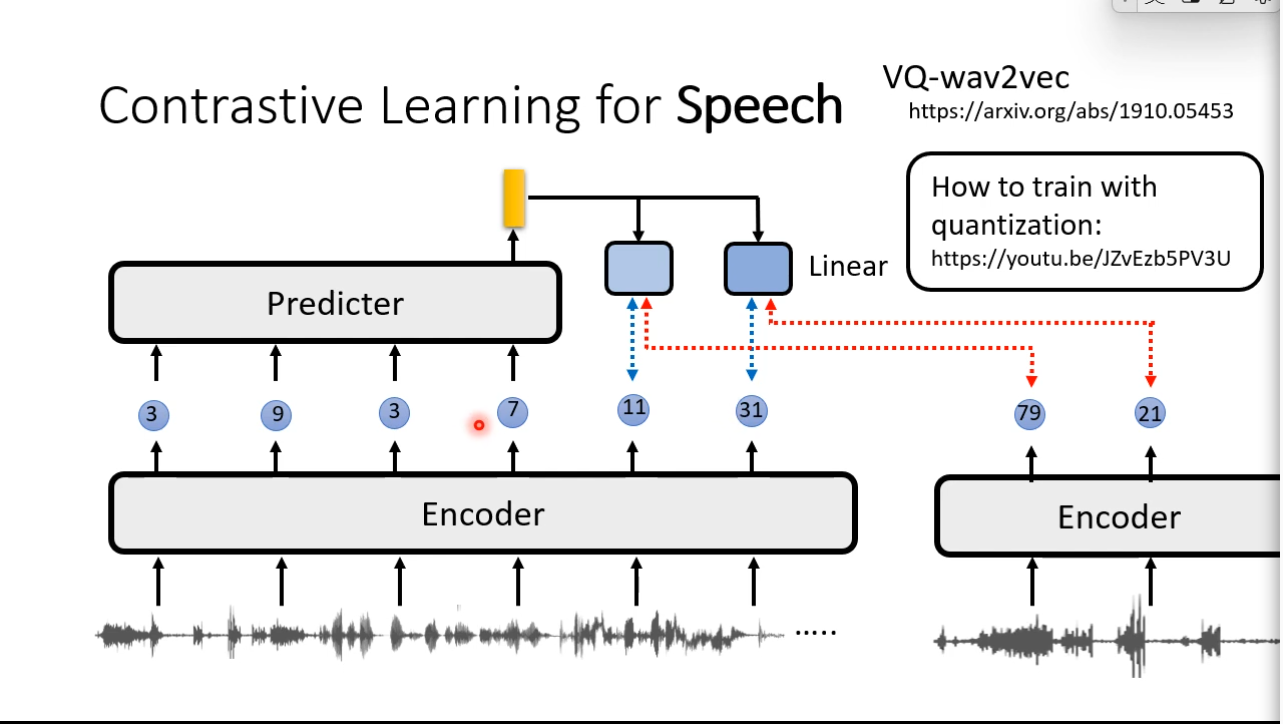 Contrastive Learning for Speech
VQ-wav2vec
https://arxiv.org/abs/1910.05453
How to train with
quantization:
https://youtu.be/JZvEzb5PV3U
Linear
Predicter
3 9 3 7 11 31 79 21
Encoder Encoder
.....